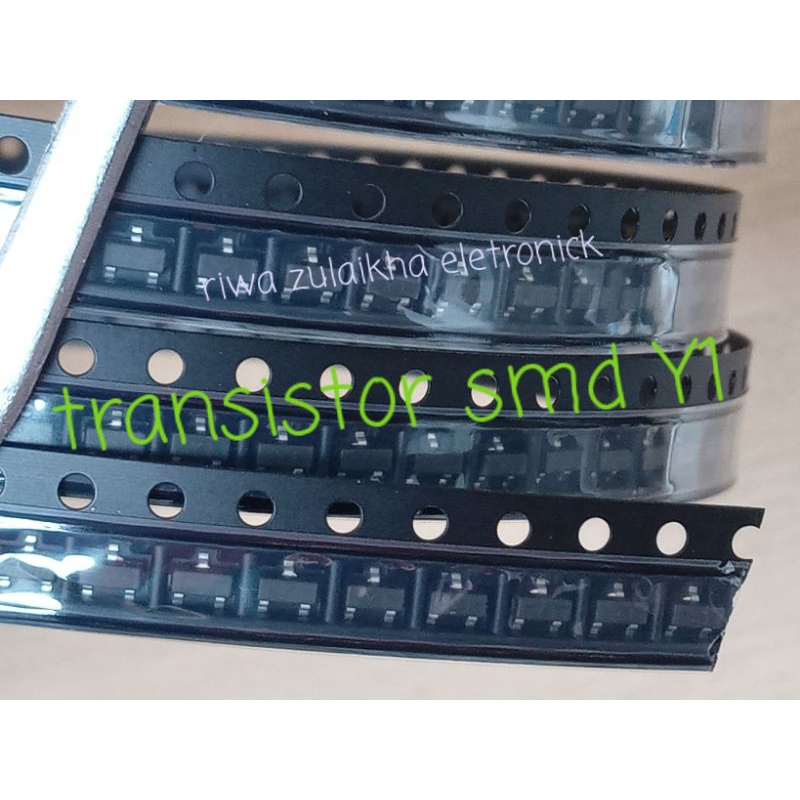 riwa zulaikha eletronick
transistor smd Y1